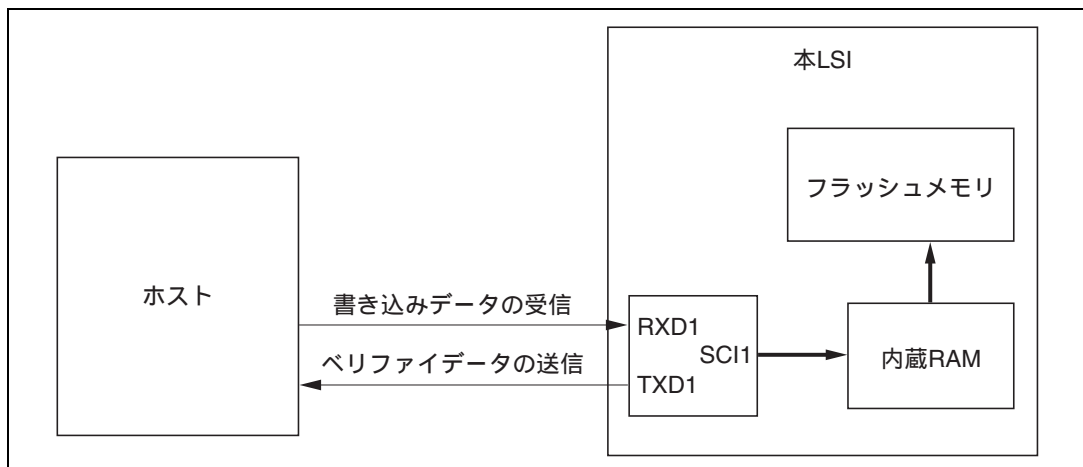 本LSI
フラッシュメモリ
ホスト
書き込みデータの受信
RXD1
SCI1
内蔵RAM
ベリファイデータの送信
TXD1